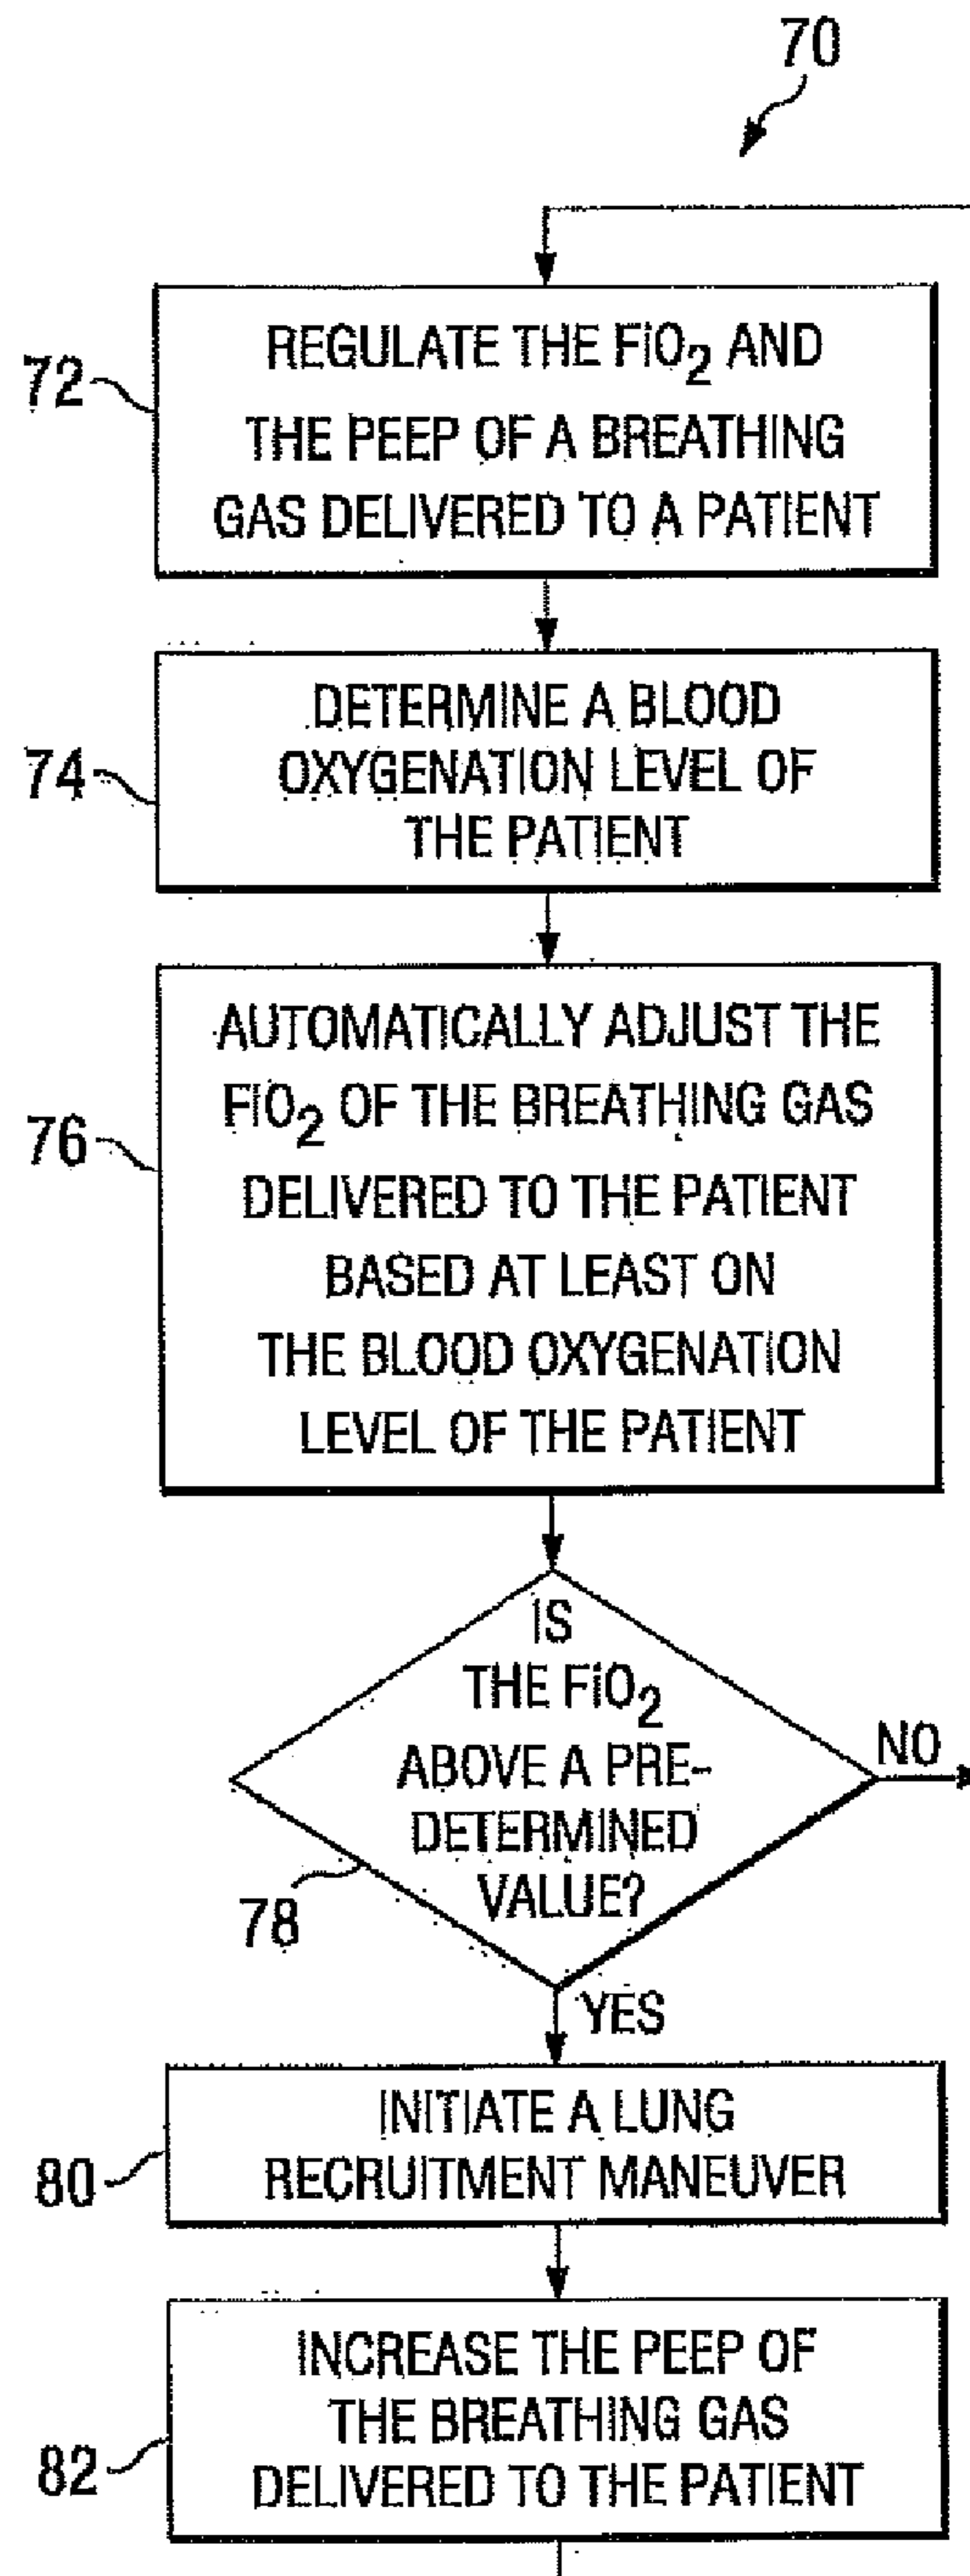 70
72
REGULATE THE FiO2 AND
THE PEEP OF A BREATHING
GAS DELIVERED TO A PATIENT
74
DETERMINE A BLOOD
OXYGENATION LEVEL OF
THE PATIENT
76
AUTOMATICALLY ADJUST THE
FiO2 OF THE BREATHING GAS
DELIVERED TO THE PATIENT
BASED AT LEAST ON
THE BLOOD OXYGENATION
LEVEL OF THE PATIENT
IS
THE FiO2
ABOVE A PRE-
DETERMINED
VALUE?
NO
78
YES
80
INITIATE A LUNG
RECRUITMENT MANEUVER
82
INCREASE THE PEEP OF
THE BREATHING GAS
DELIVERED TO THE PATIENT